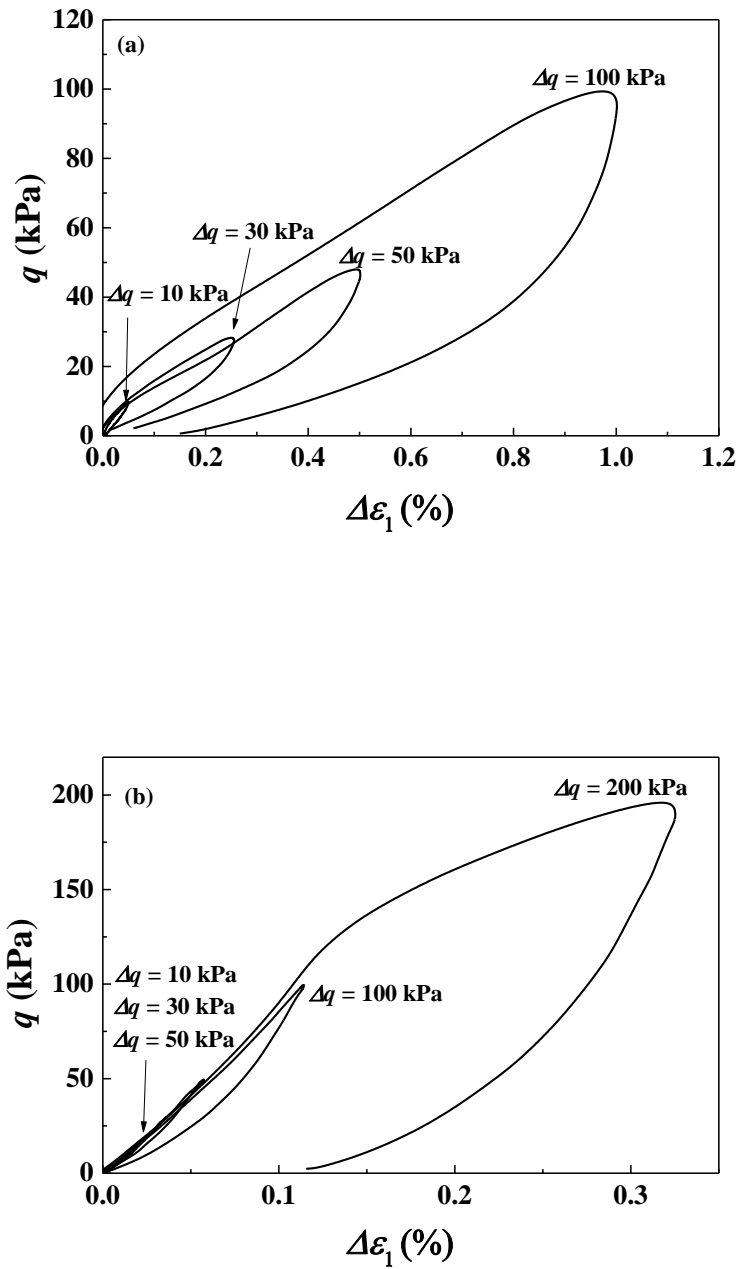 120
(a)
Δq = 100 kPa
100
80
q (kPa)
60
Δq = 30 kPa
Δq = 50 kPa
40
Δq = 10 kPa
20
0
0.0 0.2 0.4 0.6 0.8 1.0 1.2
Δε1 (%)
200
(b)
Δq = 200 kPa
150
q (kPa)
Δq = 10 kPa
100
Δq = 100 kPa
Δq = 30 kPa
Δq = 50 kPa
50
0
0.0 0.1 0.2 0.3
Δε1 (%)